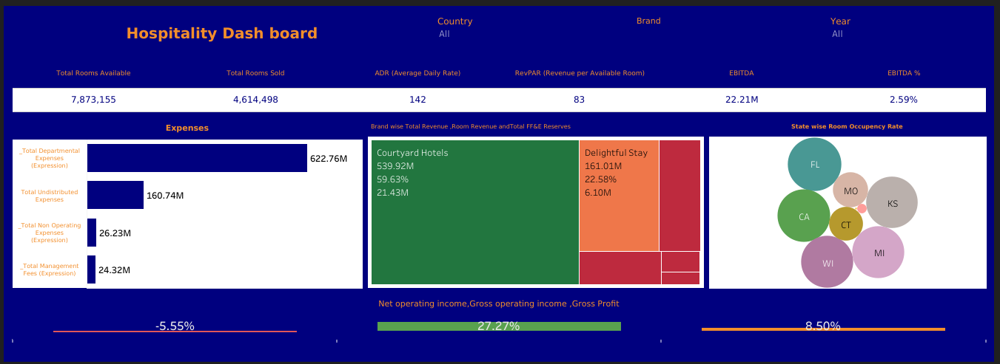 Hospitality Dash board
Country
All
Brand
Year
All
Total Rooms Available
Total Rooms Sold
ADR (Average Daily Rate)
RevPAR (Revenue per Available Room)
EBITDA
EBITDA %
7,873,155
4,614,498
142
83
22.21M
2.59%
Expenses
_Total Departmental
Expenses
(Expression)
622.76M
Total Undistributed
Expenses
160.74M
_Total Non Operating
Expenses
(Expression)
26.23M
_Total Management
Fees (Expression)
24.32M
Brand wise Total Revenue ,Room Revenue andTotal FF&E Reserves
Courtyard Hotels
539.92M
59.63%
21.43M
Delightful Stay
161.01M
22.58%
6.10M
State wise Room Occupency Rate
FL
MO
KS
CA
CT
MI
WI
Net operating income,Gross operating income ,Gross Profit
-5.55%
27.27%
8.50%